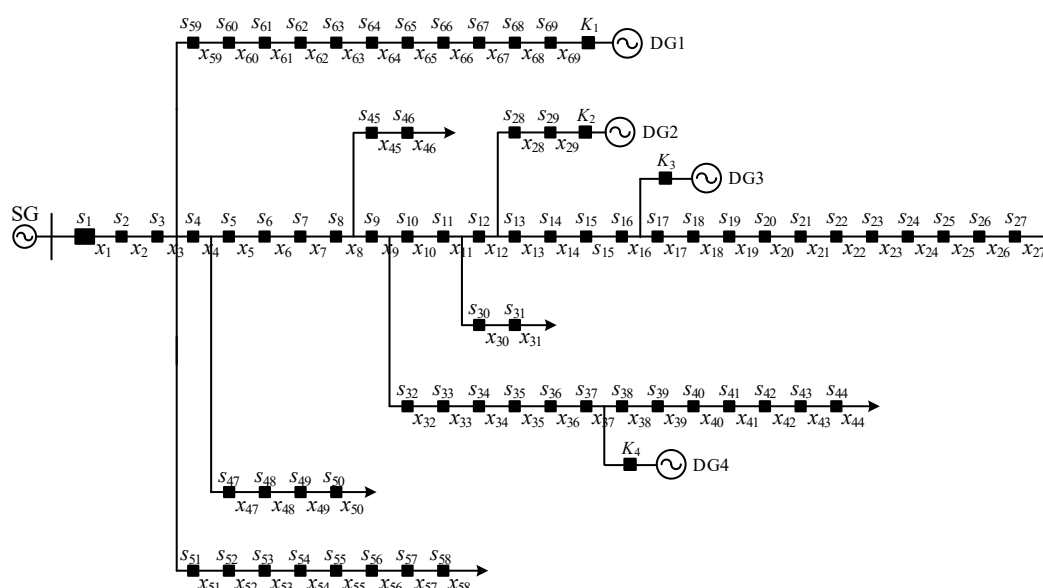 s59 s60 s61 s62 s63 s64 s65 s66 s67 s68 s69 K1
DG1
x59 x60 x61 x62 x63 x64 x65 x66 x67 x68 x69
s45 s46
x45 x46
s28 s29 K2
DG2
x28 x29
K3
DG3
SG
s1 s2 s3 s4 s5 s6 s7 s8 s9 s10 s11 s12 s13 s14 s15 s16 s17 s18 s19 s20 s21 s22 s23 s24 s25 s26 s27
x1 x2 x3 x4 x5 x6 x7 x8 x9 x10 x11 x12 x13 x14 s15 x16 x17 x18 x19 x20 x21 x22 x23 x24 x25 x26 x27
s30 s31
x30 x31
s32 s33 s34 s35 s36 s37 s38 s39 s40 s41 s42 s43 s44
x32 x33 x34 x35 x36 x37 x38 x39 x40 x41 x42 x43 x44
K4
DG4
s47 s48 s49 s50
x47 x48 x49 x50
s51 s52 s53 s54 s55 s56 s57 s58
x51 x52 x53 x54 x55 x56 x57 x58